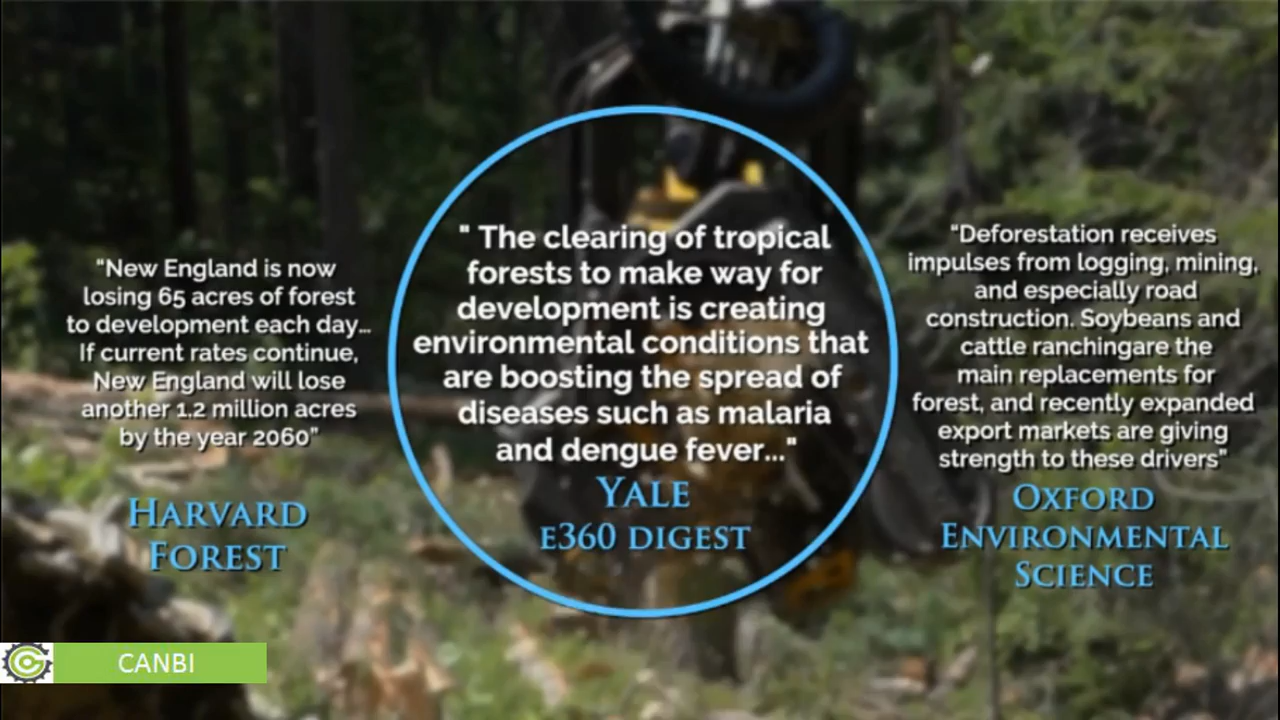 "New England is now
losing 65 acres of forest
to development each day...
If current rates continue,
New England will lose
another 1.2 million acres
by the year 2060"
HARVARD
FOREST
" The clearing of tropical
forests to make way for
development is creating
environmental conditions that
are boosting the spread of
diseases such as malaria
and dengue fever..."
YALE
E360 DIGEST
"Deforestation receives
impulses from logging, mining,
and especially road
construction. Soybeans and
cattle ranchingare the
main replacements for
forest, and recently expanded
export markets are giving
strength to these drivers"
OXFORD
ENVIRONMENTAL
SCIENCE
CANBI